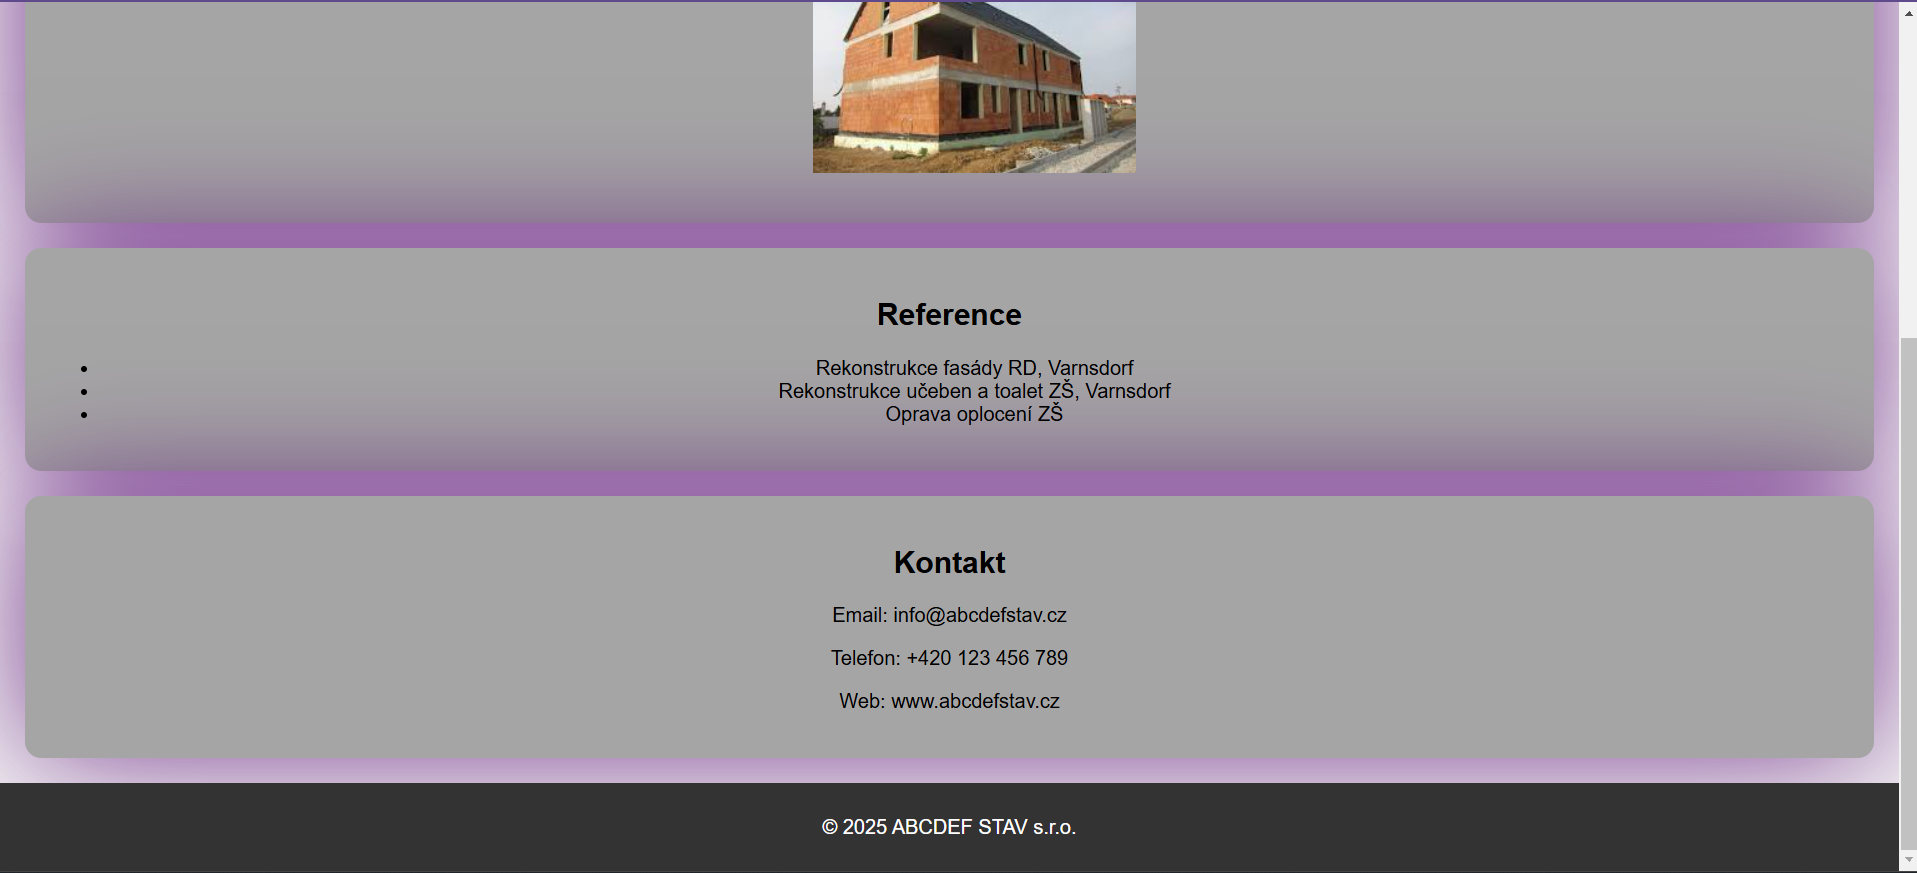 Reference
• Rekonstrukce fasády RD, Varnsdorf
• Rekonstrukce učeben a toalet ZŠ, Varnsdorf
• Oprava oplocení ZŠ
Kontakt
Email: info@abcdefstav.cz
Telefon: +420 123 456 789
Web: www.abcdefstav.cz
© 2025 ABCDEF STAV s.r.o.